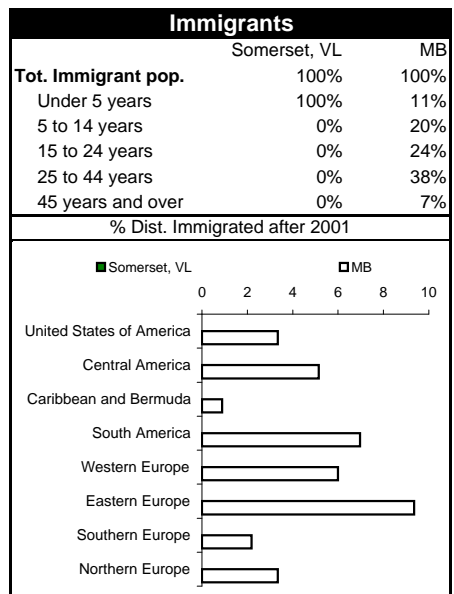 Immigrants
Somerset, VL MB
Tot. Immigrant pop. 100% 100%
Under 5 years 100% 11%
5 to 14 years 0% 20%
15 to 24 years 0% 24%
25 to 44 years 0% 38%
45 years and over 0% 7%
% Dist. Immigrated after 2001
Somerset, VL MB
0 2 4 6 8 10
United States of America
Central America
Caribbean and Bermuda
South America
Western Europe
Eastern Europe
Southern Europe
Northern Europe